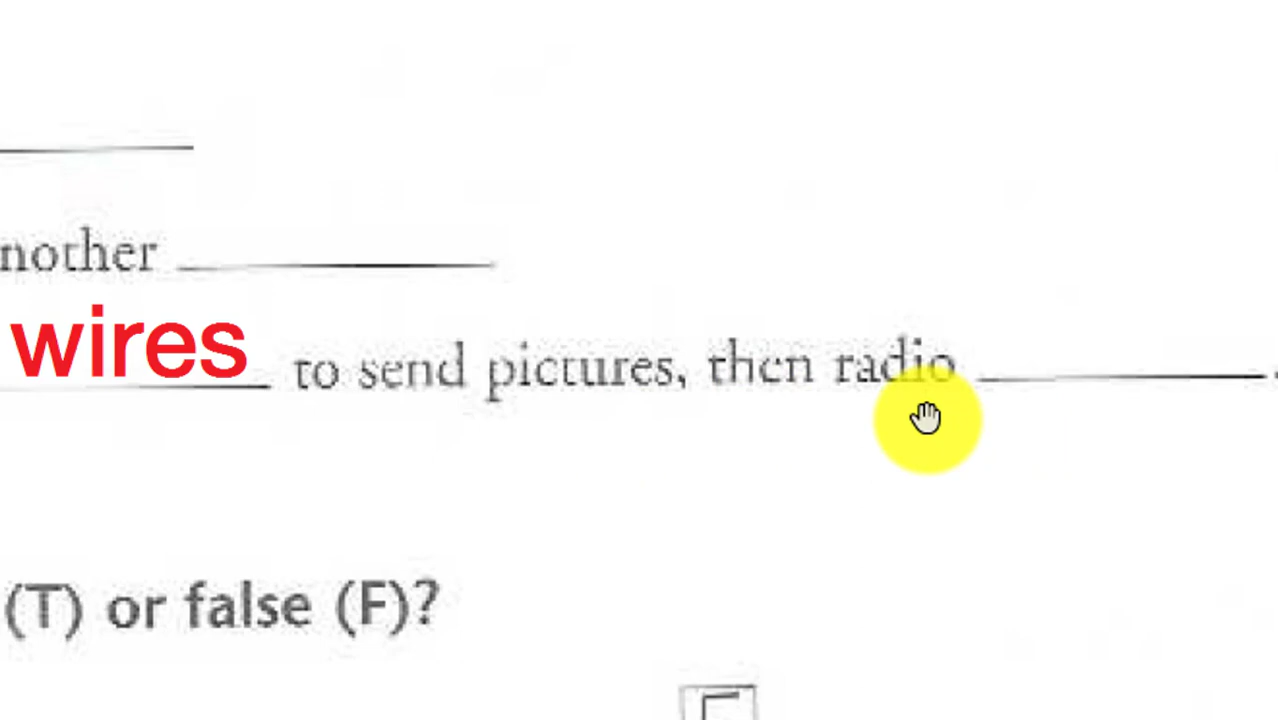 nother
wires to send pictures, then radio .
(T) or false (F)?